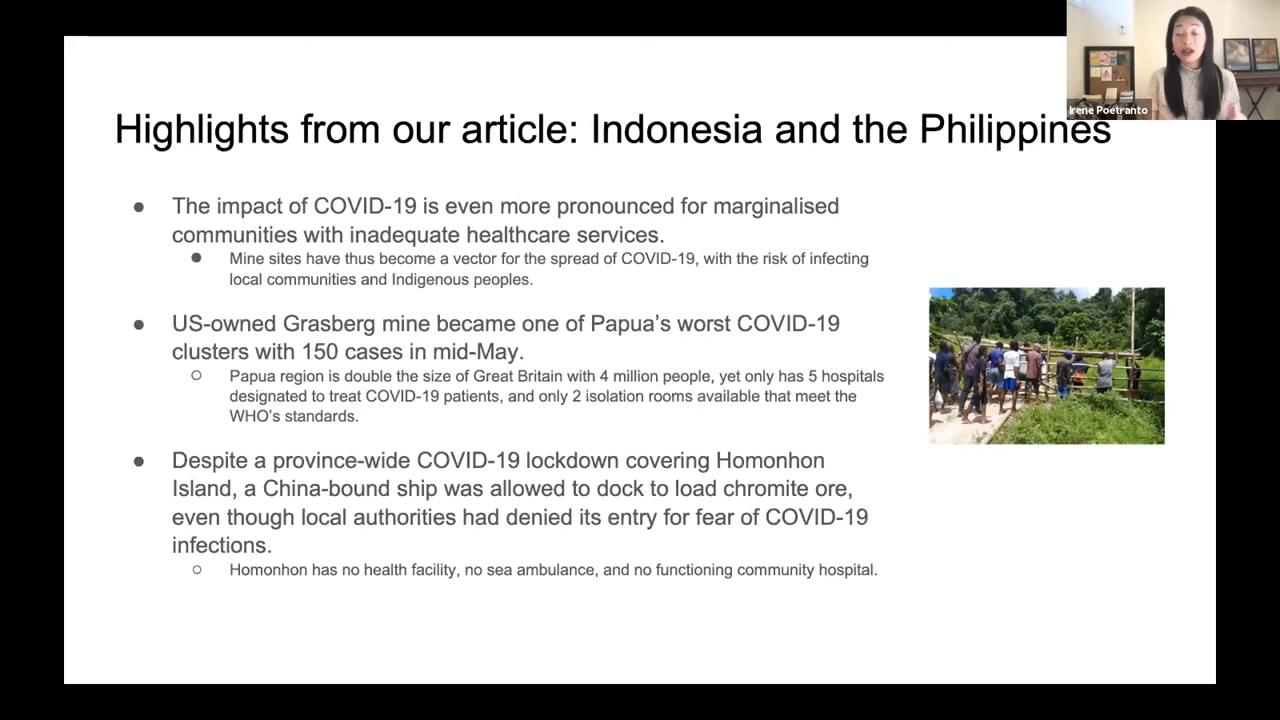 Irene Poetranto
Highlights from our article: Indonesia and the Philippines
● The impact of COVID-19 is even more pronounced for marginalised
communities with inadequate healthcare services.
● Mine sites have thus become a vector for the spread of COVID-19, with the risk of infecting
local communities and Indigenous peoples.
● US-owned Grasberg mine became one of Papua’s worst COVID-19
clusters with 150 cases in mid-May.
○ Papua region is double the size of Great Britain with 4 million people, yet only has 5 hospitals
designated to treat COVID-19 patients, and only 2 isolation rooms available that meet the
WHO’s standards.
● Despite a province-wide COVID-19 lockdown covering Homonhon
Island, a China-bound ship was allowed to dock to load chromite ore,
even though local authorities had denied its entry for fear of COVID-19
infections.
○ Homonhon has no health facility, no sea ambulance, and no functioning community hospital.